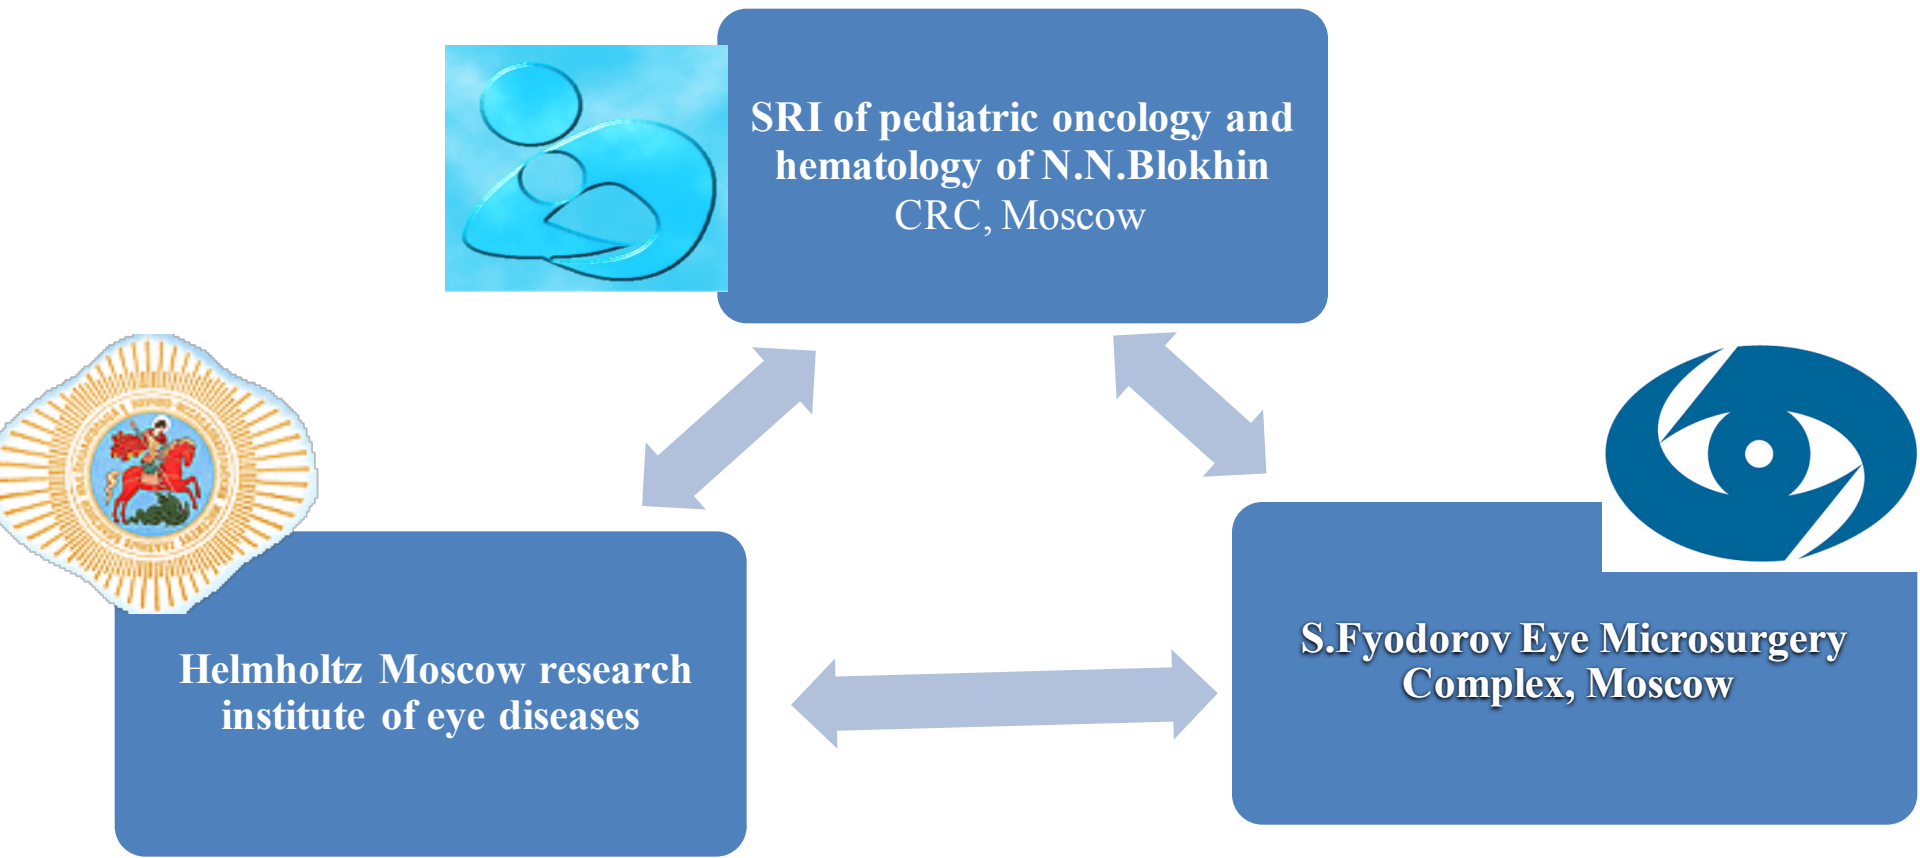 SRI of pediatric oncology and
hematology of N.N.Blokhin
CRC, Moscow
Helmholtz Moscow research
institute of eye diseases
S.Fyodorov Eye Microsurgery
Complex, Moscow